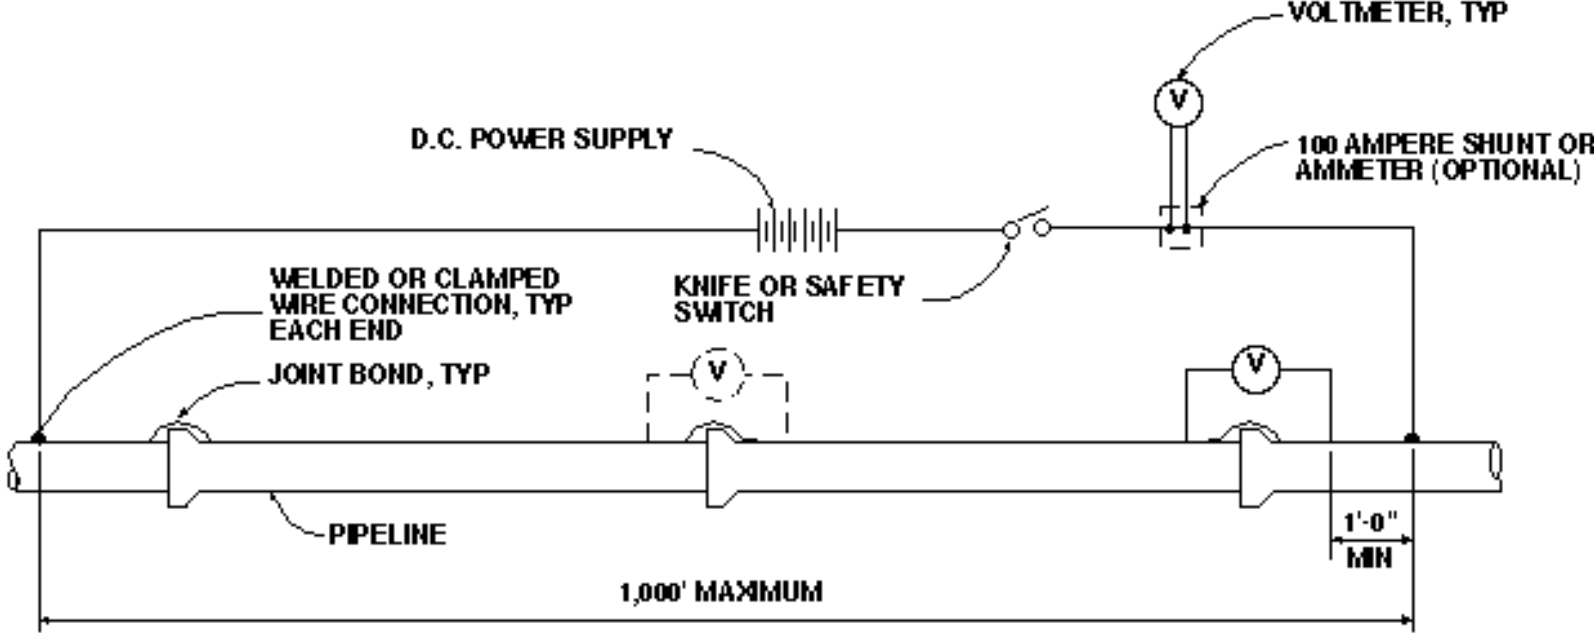 VOLTMETER, TYP
V
D.C. POWER SUPPLY
100 AMPERE SHUNT OR
AMMETER (OPTIONAL)
WELDED OR CLAMPED
WIRE CONNECTION, TYP
EACH END
KNIFE OR SAFETY
SWITCH
JOINT BOND, TYP
V
V
PIPELINE
1'-0"
MIN
1,000' MAXIMUM